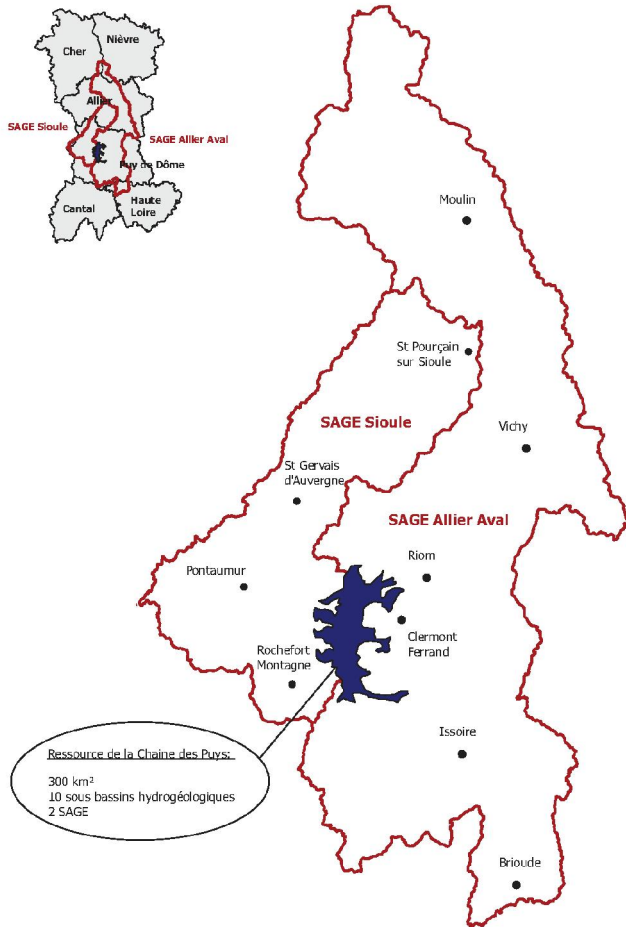 Cher
Nièvre
Allier
SAGE Sioule
SAGE Allier Aval
Puy de Dôme
Cantal
Haute
Loire
Moulin
St Pourçain
sur Sioule
SAGE Sioule
Vichy
St Gervais
d'Auvergne
SAGE Allier Aval
Riom
Pontaumur
Clermont
Ferrand
Rochefort
Montagne
Issoire
Ressource de la Chaine des Puys:
300 km²
10 sous bassins hydrogéologiques
2 SAGE
Brioude